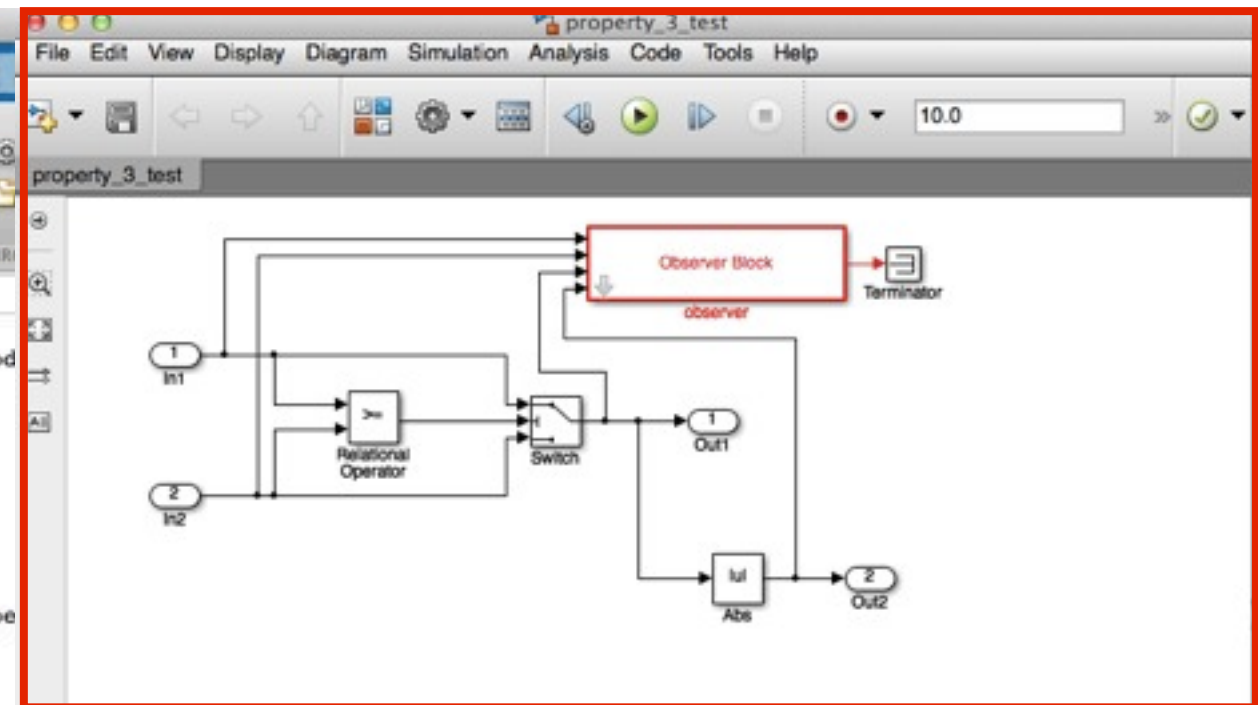 property_3_test
File Edit View Display Diagram Simulation Analysis Code Tools Help
10.0
property_3_test
Observer Block
observer
Terminator
1
In1
>=
Relational
Operator
Switch
1
Out1
2
In2
|u|
Abs
2
Out2